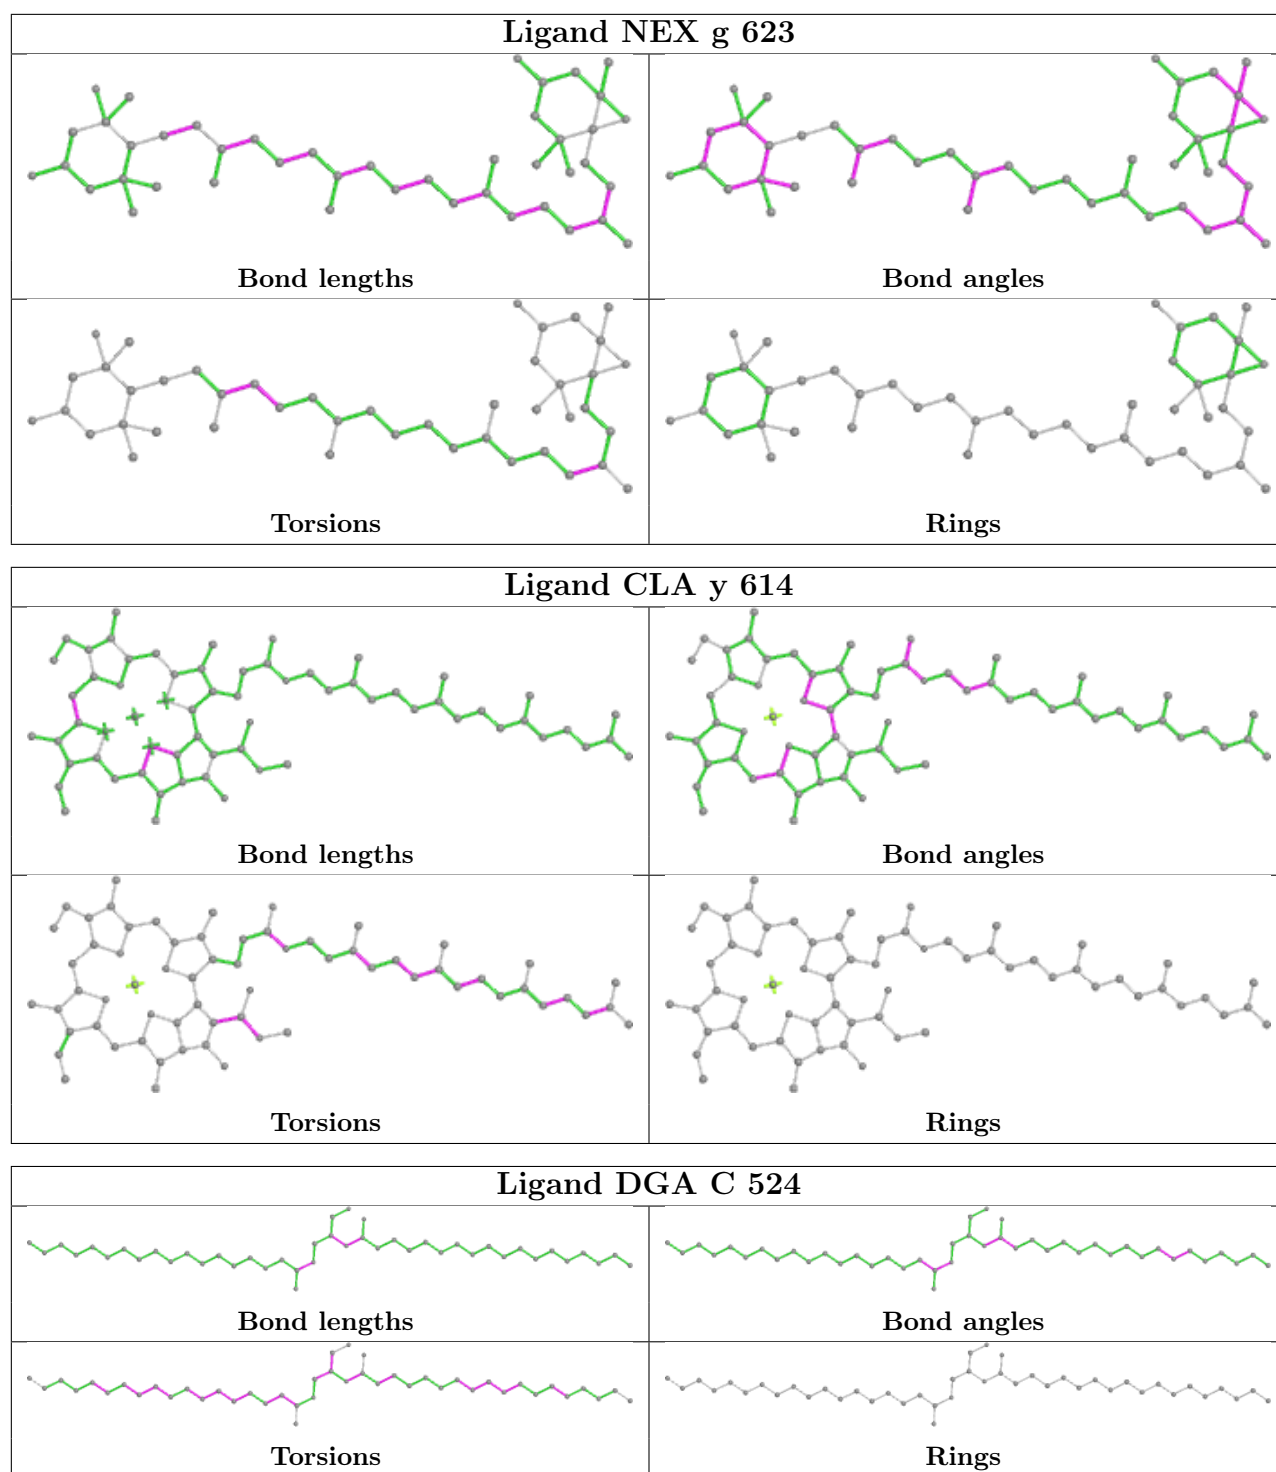 Ligand NEX g 623
Bond lengths
Bond angles
Torsions
Rings
Ligand CLA y 614
Bond lengths
Bond angles
Torsions
Rings
Ligand DGA C 524
Bond lengths
Bond angles
Torsions
Rings